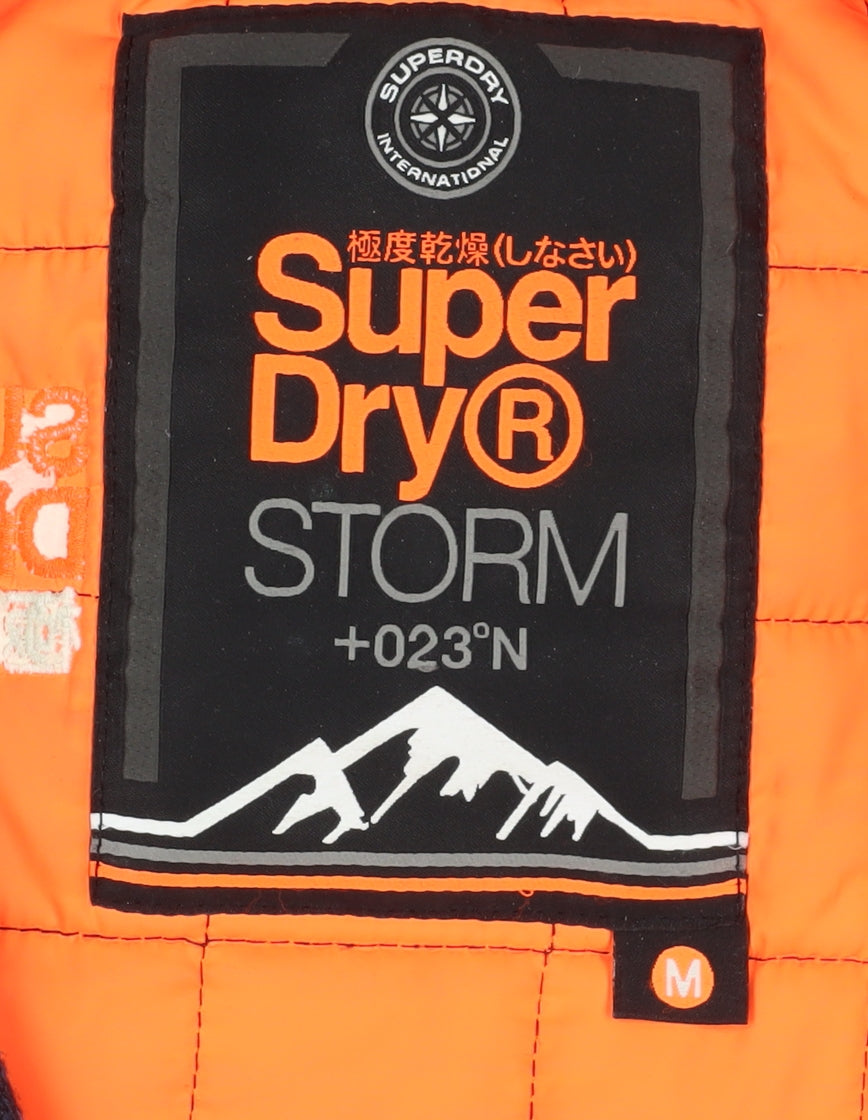 SUPERDRY
INTERNATIONAL
極度乾燥(しなさい)
Super
Dry®
STORM
+023°N
M